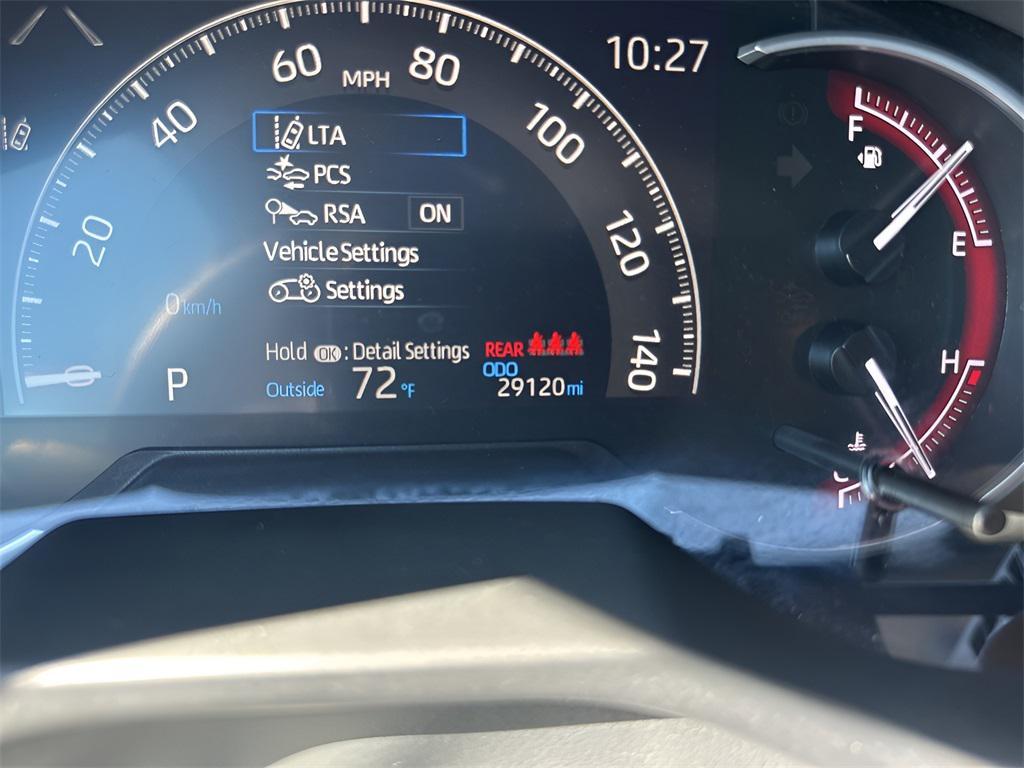 60
MPH
80
10:27
40
LTA
100
F
PCS
20
RSA ON
120
E
Vehicle Settings
0 km/h
Settings
Hold OK : Detail Settings
REAR
140
H
P
Outside 72 °F
ODO
29120 mi
0